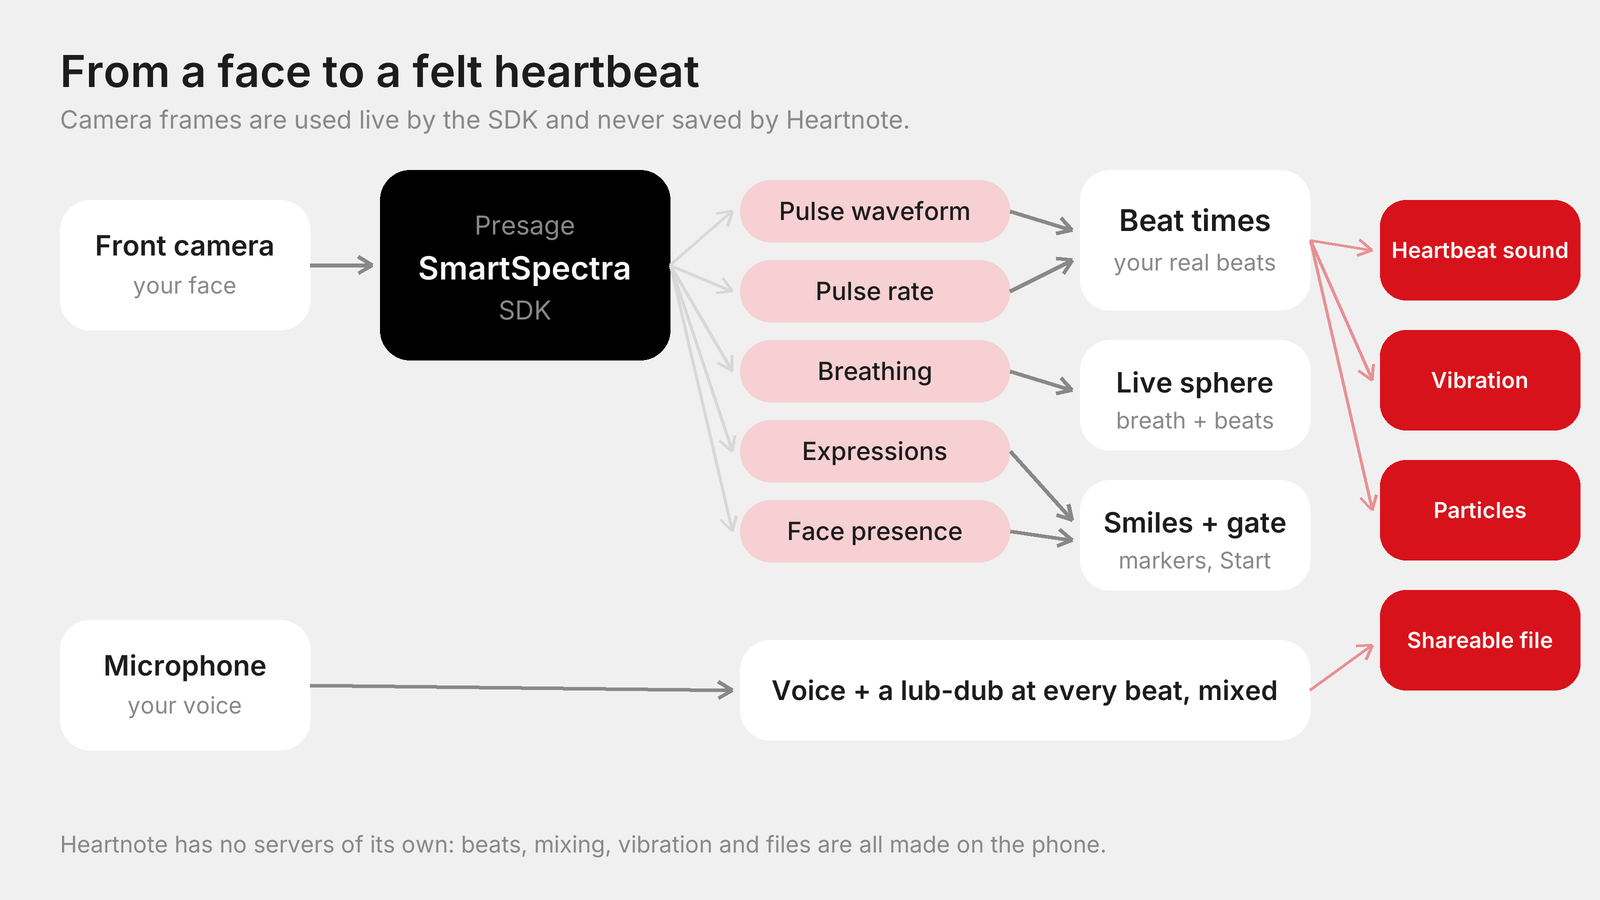 From a face to a felt heartbeat
Camera frames are used live by the SDK and never saved by Heartnote.
Front camera
your face
Presage
SmartSpectra
SDK
Pulse waveform
Pulse rate
Breathing
Expressions
Face presence
Beat times
your real beats
Live sphere
breath + beats
Smiles + gate
markers, Start
Heartbeat sound
Vibration
Particles
Shareable file
Microphone
your voice
Voice + a lub-dub at every beat, mixed
Heartnote has no servers of its own: beats, mixing, vibration and files are all made on the phone.